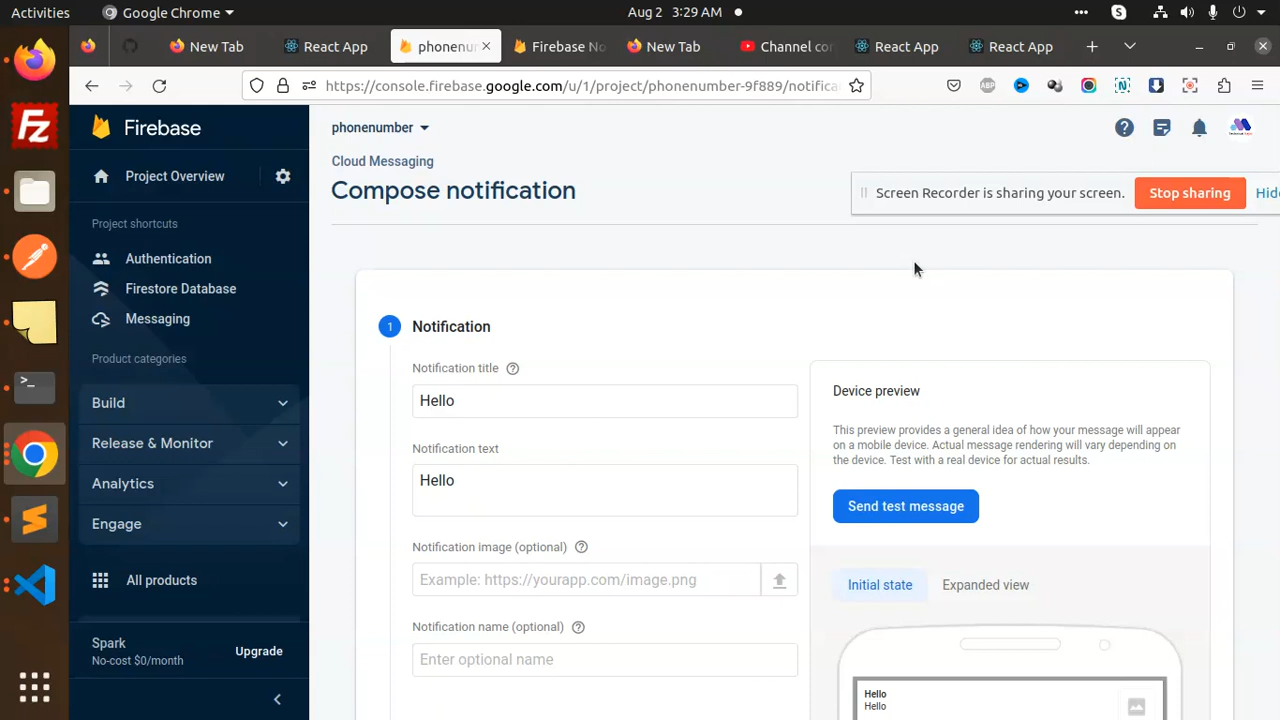 Activities
Google Chrome
Aug 2 3:29 AM
New Tab
React App
phonenu
Firebase No
New Tab
Channel co
React App
React App
https://console.firebase.google.com/u/1/project/phonenumber-9f889/notifica
ABP
N
Firebase
phonenumber
Project Overview
Cloud Messaging
Compose notification
Screen Recorder is sharing your screen.
Stop sharing
Hide
Project shortcuts
Authentication
Firestore Database
Messaging
Product categories
Build
Release & Monitor
Analytics
Engage
All products
Spark
No-cost $0/month
Upgrade
1 Notification
Notification title
Hello
Notification text
Hello
Notification image (optional)
Example: https://yourapp.com/image.png
Notification name (optional)
Enter optional name
Device preview
This preview provides a general idea of how your message will appear
on a mobile device. Actual message rendering will vary depending on
the device. Test with a real device for actual results.
Send test message
Initial state
Expanded view
Hello
Hello